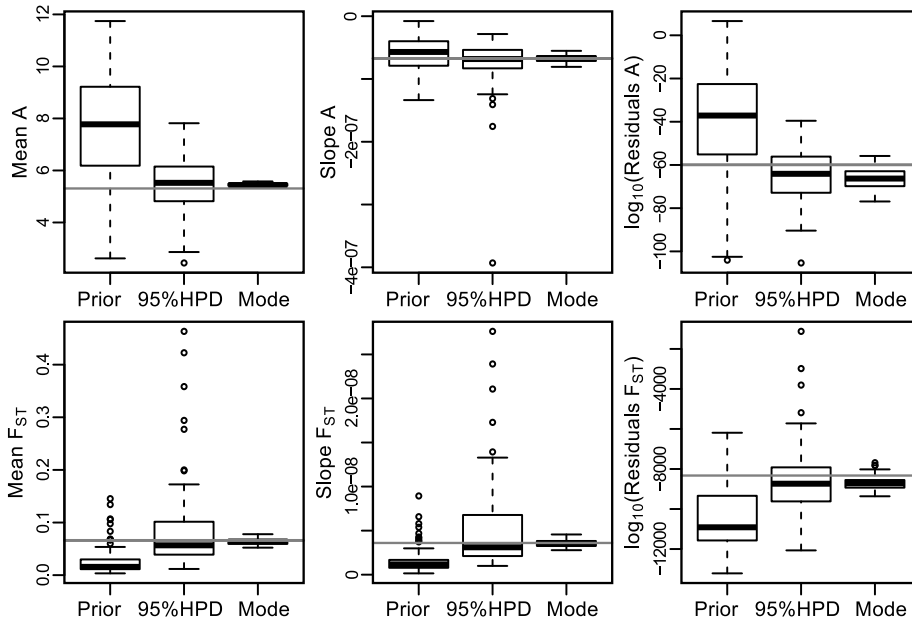 Mean A
12
10
8
6
4
Prior 95%HPD Mode
Slope A
0
−2e−07
−4e−07
Prior 95%HPD Mode
log10(Residuals A)
0
−20
−40
−60
−80
−100
Prior 95%HPD Mode
Mean FST
0.4
0.3
0.2
0.1
0.0
Prior 95%HPD Mode
Slope FST
2.0e−08
1.0e−08
0
Prior 95%HPD Mode
log10(Residuals FST)
−4000
−8000
−12000
Prior 95%HPD Mode